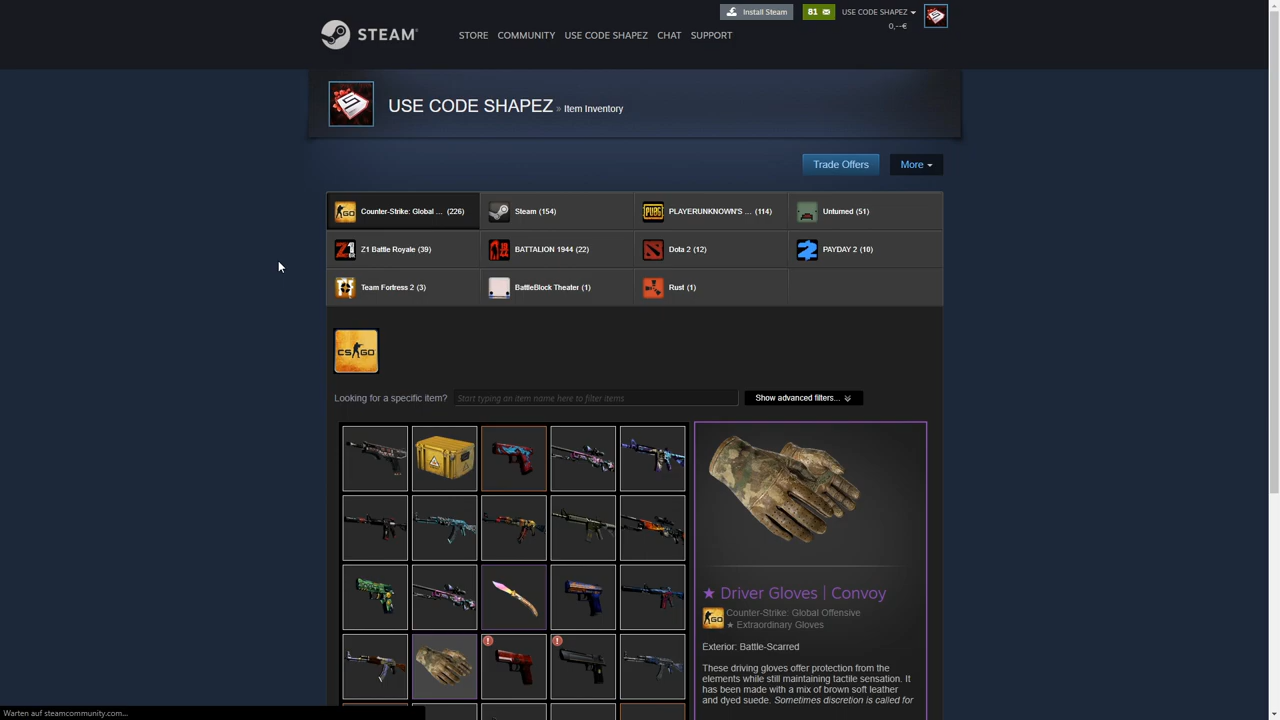 Install Steam
81
USE CODE SHAPEZ
0,--€
STEAM
STORE COMMUNITY USE CODE SHAPEZ CHAT SUPPORT
USE CODE SHAPEZ » Item Inventory
Trade Offers
More
Counter-Strike: Global ... (226)
Steam (154)
PLAYERUNKNOWN'S ... (114)
Unturned (51)
Z1 Battle Royale (39)
BATTALION 1944 (22)
Dota 2 (12)
PAYDAY 2 (10)
Team Fortress 2 (3)
BattleBlock Theater (1)
Rust (1)
CS GO
Looking for a specific item?
Start typing an item name here to filter items
Show advanced filters...
★ Driver Gloves | Convoy
Counter-Strike: Global Offensive
★ Extraordinary Gloves
Exterior: Battle-Scarred
These driving gloves offer protection from the
elements while still maintaining tactile sensation. It
has been made with a mix of brown soft leather
and dyed suede. Sometimes discretion is called for
Warten auf steamcommunity.com...